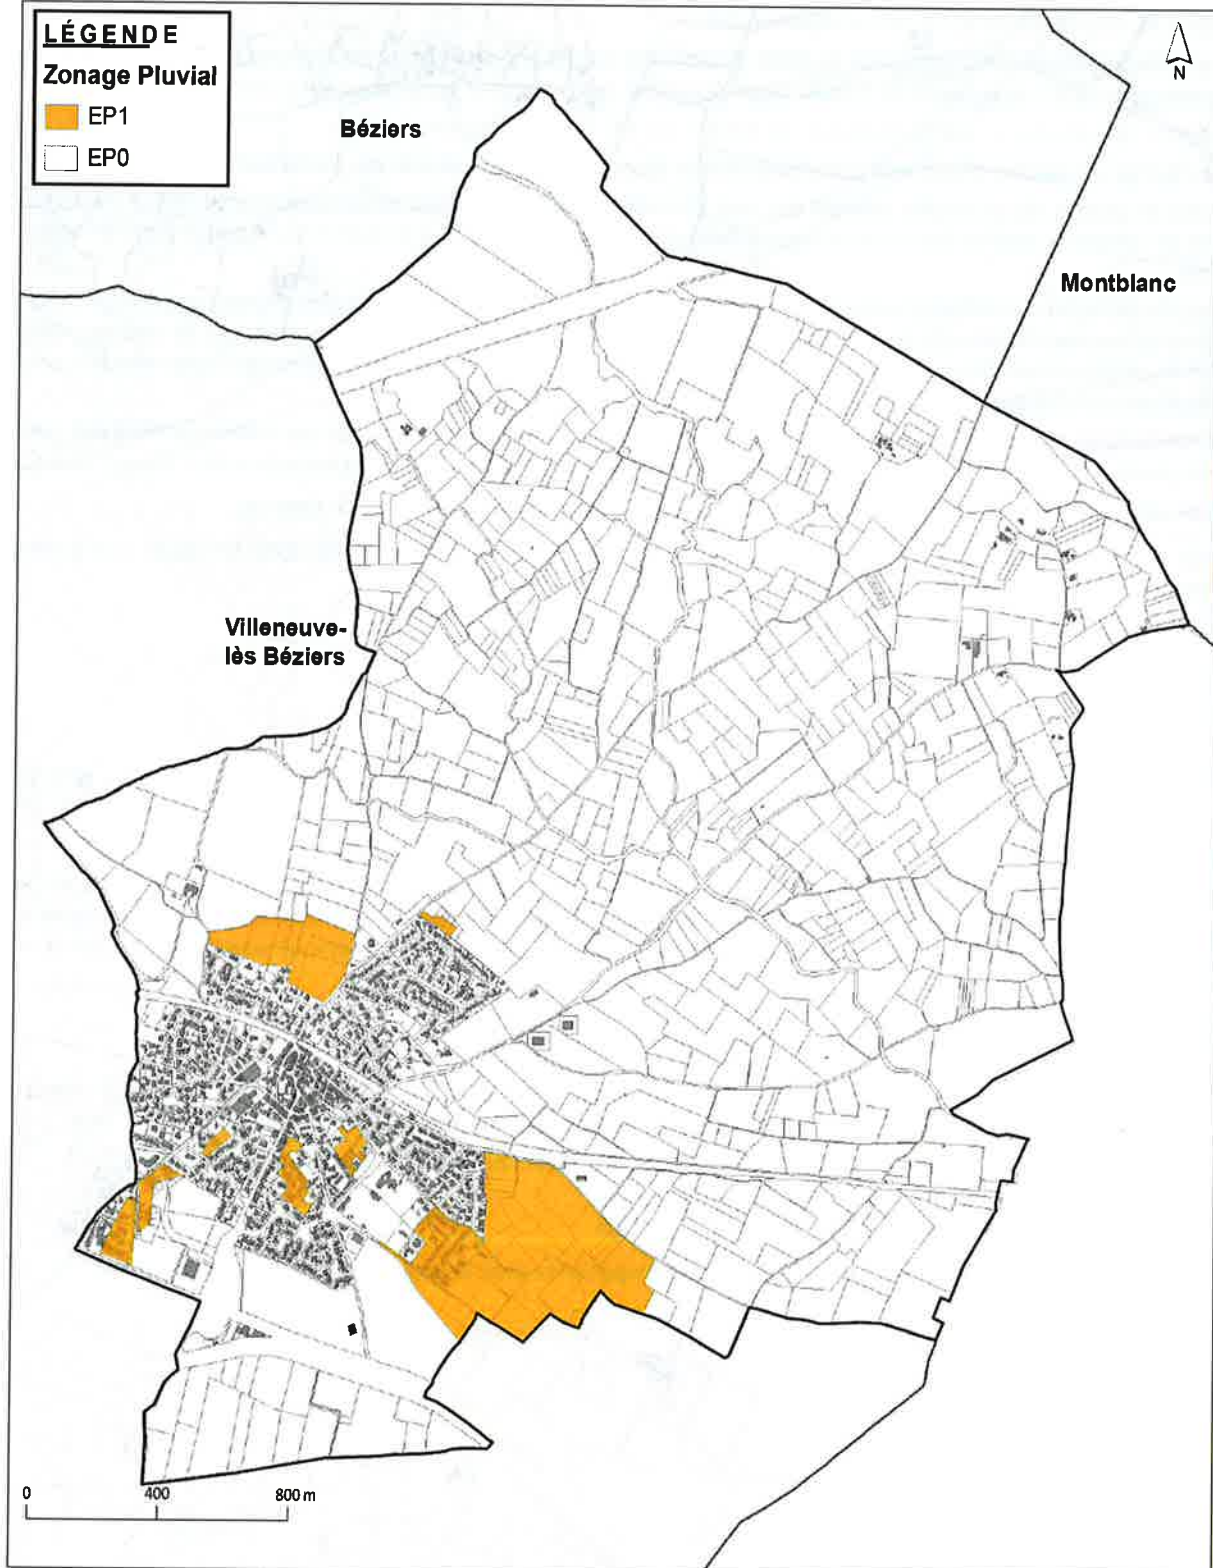 LÉGENDE
Zonage Pluvial
EP1
EP0
Béziers
N
Montblanc
Villeneuve-
lès Béziers
0 400 800 m